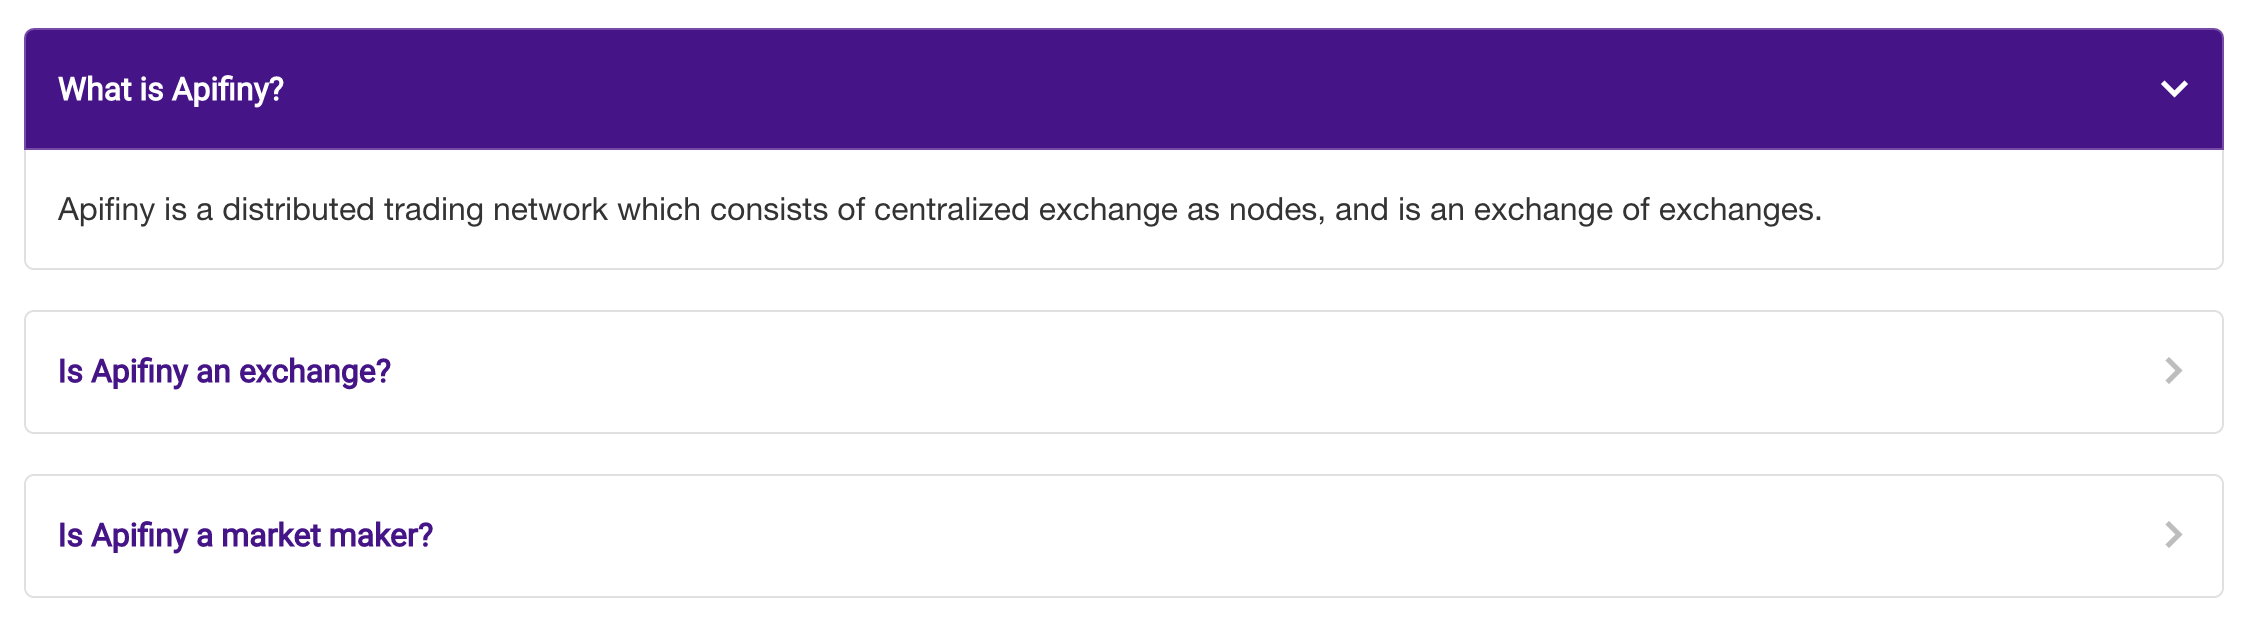 What is Apifiny?
Apifiny is a distributed trading network which consists of centralized exchange as nodes, and is an exchange of exchanges.
Is Apifiny an exchange?
Is Apifiny a market maker?